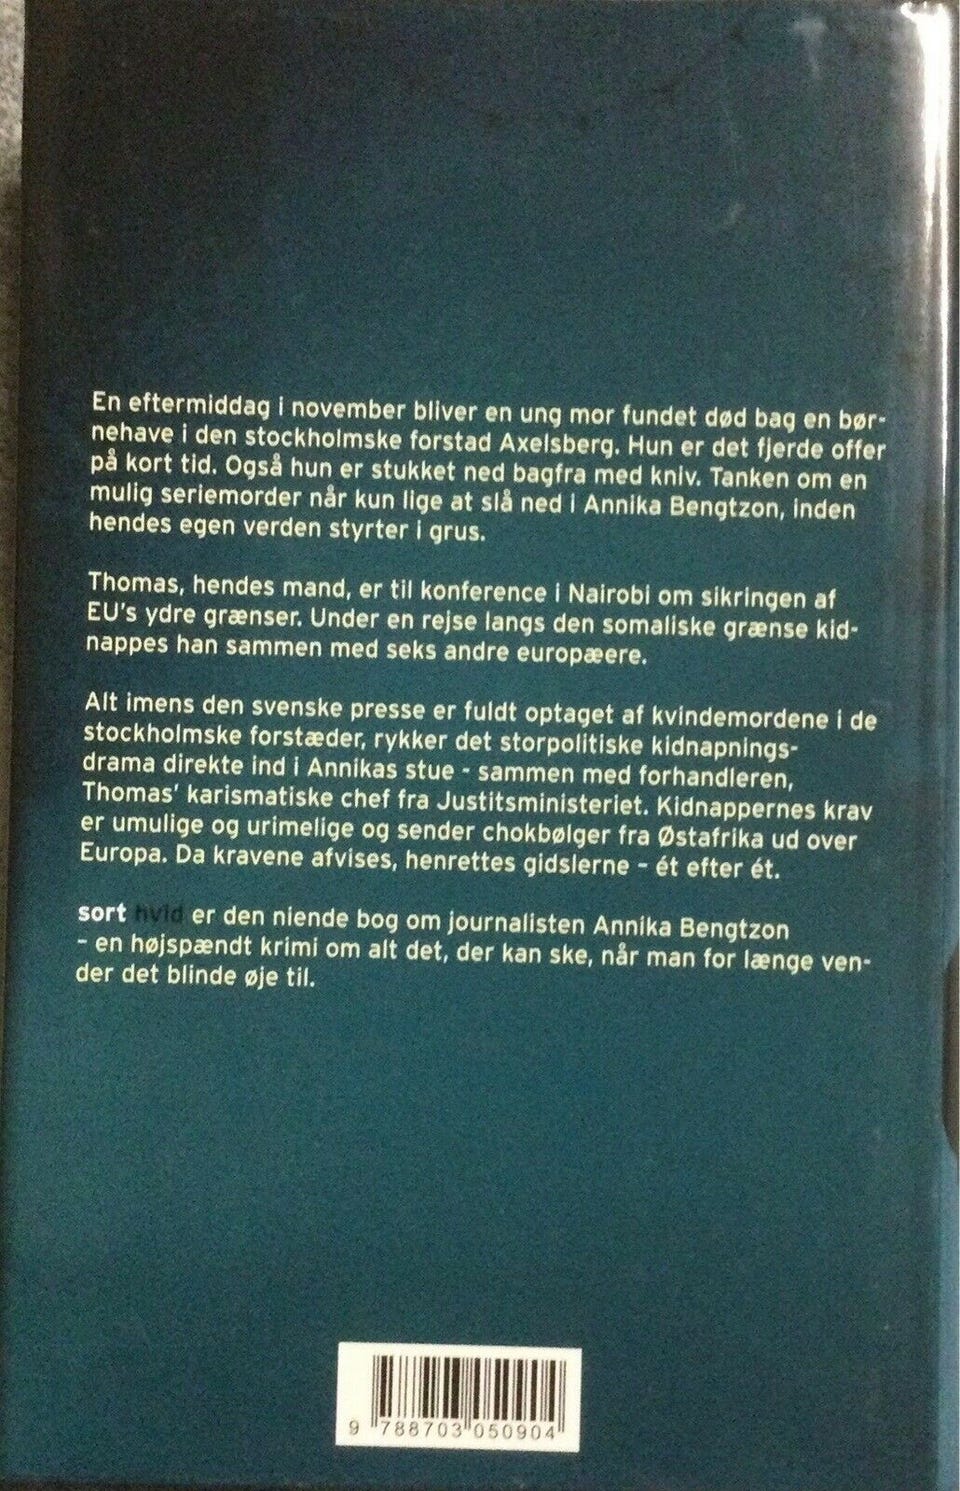 En eftermiddag i november bliver en ung mor fundet død bag en bør-
nehave i den stockholmske forstad Axelsberg. Hun er det fjerde offer
på kort tid. Også hun er stukket ned bagfra med kniv. Tanken om en
mulig seriemorder når kun lige at slå ned i Annika Bengtzon, inden
hendes egen verden styrter i grus.
Thomas, hendes mand, er til konference i Nairobi om sikringen af
EU's ydre grænser. Under en rejse langs den somaliske grænse kid-
nappes han sammen med seks andre europæere.
Alt imens den svenske presse er fuldt optaget af kvindemordene i de
stockholmske forstæder, rykker det storpolitiske kidnapnings-
drama direkte ind i Annikas stue - sammen med forhandleren,
Thomas' karismatiske chef fra Justitsministeriet. Kidnappernes krav
er umulige og urimelige og sender chokbølger fra Østafrika ud over
Europa. Da kravene afvises, henrettes gidslerne - ét efter ét.
sort hvid er den niende bog om journalisten Annika Bengtzon
- en højspændt krimi om alt det, der kan ske, når man for længe ven-
der det blinde øje til.
9 788703 050904